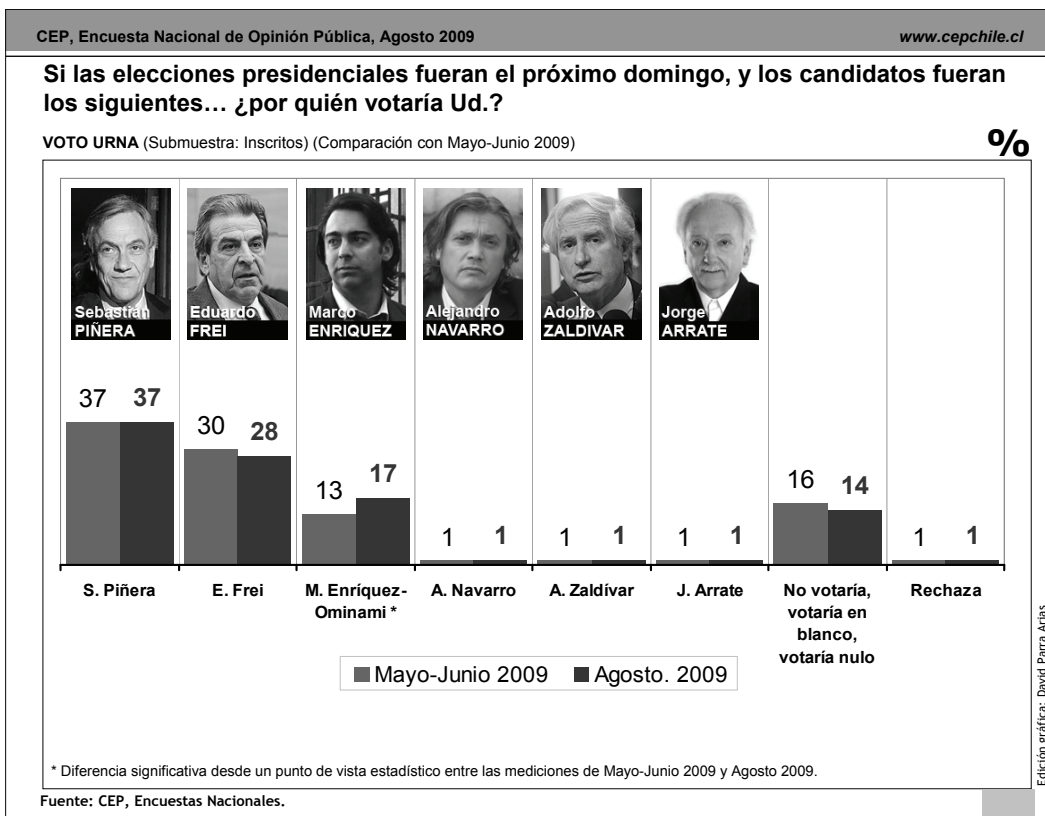 CEP, Encuesta Nacional de Opinión Pública, Agosto 2009
www.cepchile.cl
Si las elecciones presidenciales fueran el próximo domingo, y los candidatos fueran
los siguientes… ¿por quién votaría Ud.?
VOTO URNA (Submuestra: Inscritos) (Comparación con Mayo-Junio 2009)
%
Sebastián
PIÑERA
Eduardo
FREI
Marco
ENRIQUEZ
Alejandro
NAVARRO
Adolfo
ZALDIVAR
Jorge
ARRATE
37 37
30 28
13 17
1 1
1 1
1 1
16 14
1 1
S. Piñera
E. Frei
M. Enríquez-
Ominami *
A. Navarro
A. Zaldívar
J. Arrate
No votaría,
votaría en
blanco,
votaría nulo
Rechaza
Mayo-Junio 2009
Agosto. 2009
* Diferencia significativa desde un punto de vista estadístico entre las mediciones de Mayo-Junio 2009 y Agosto 2009.
Fuente: CEP, Encuestas Nacionales.
Edición gráfica: David Parra Arias